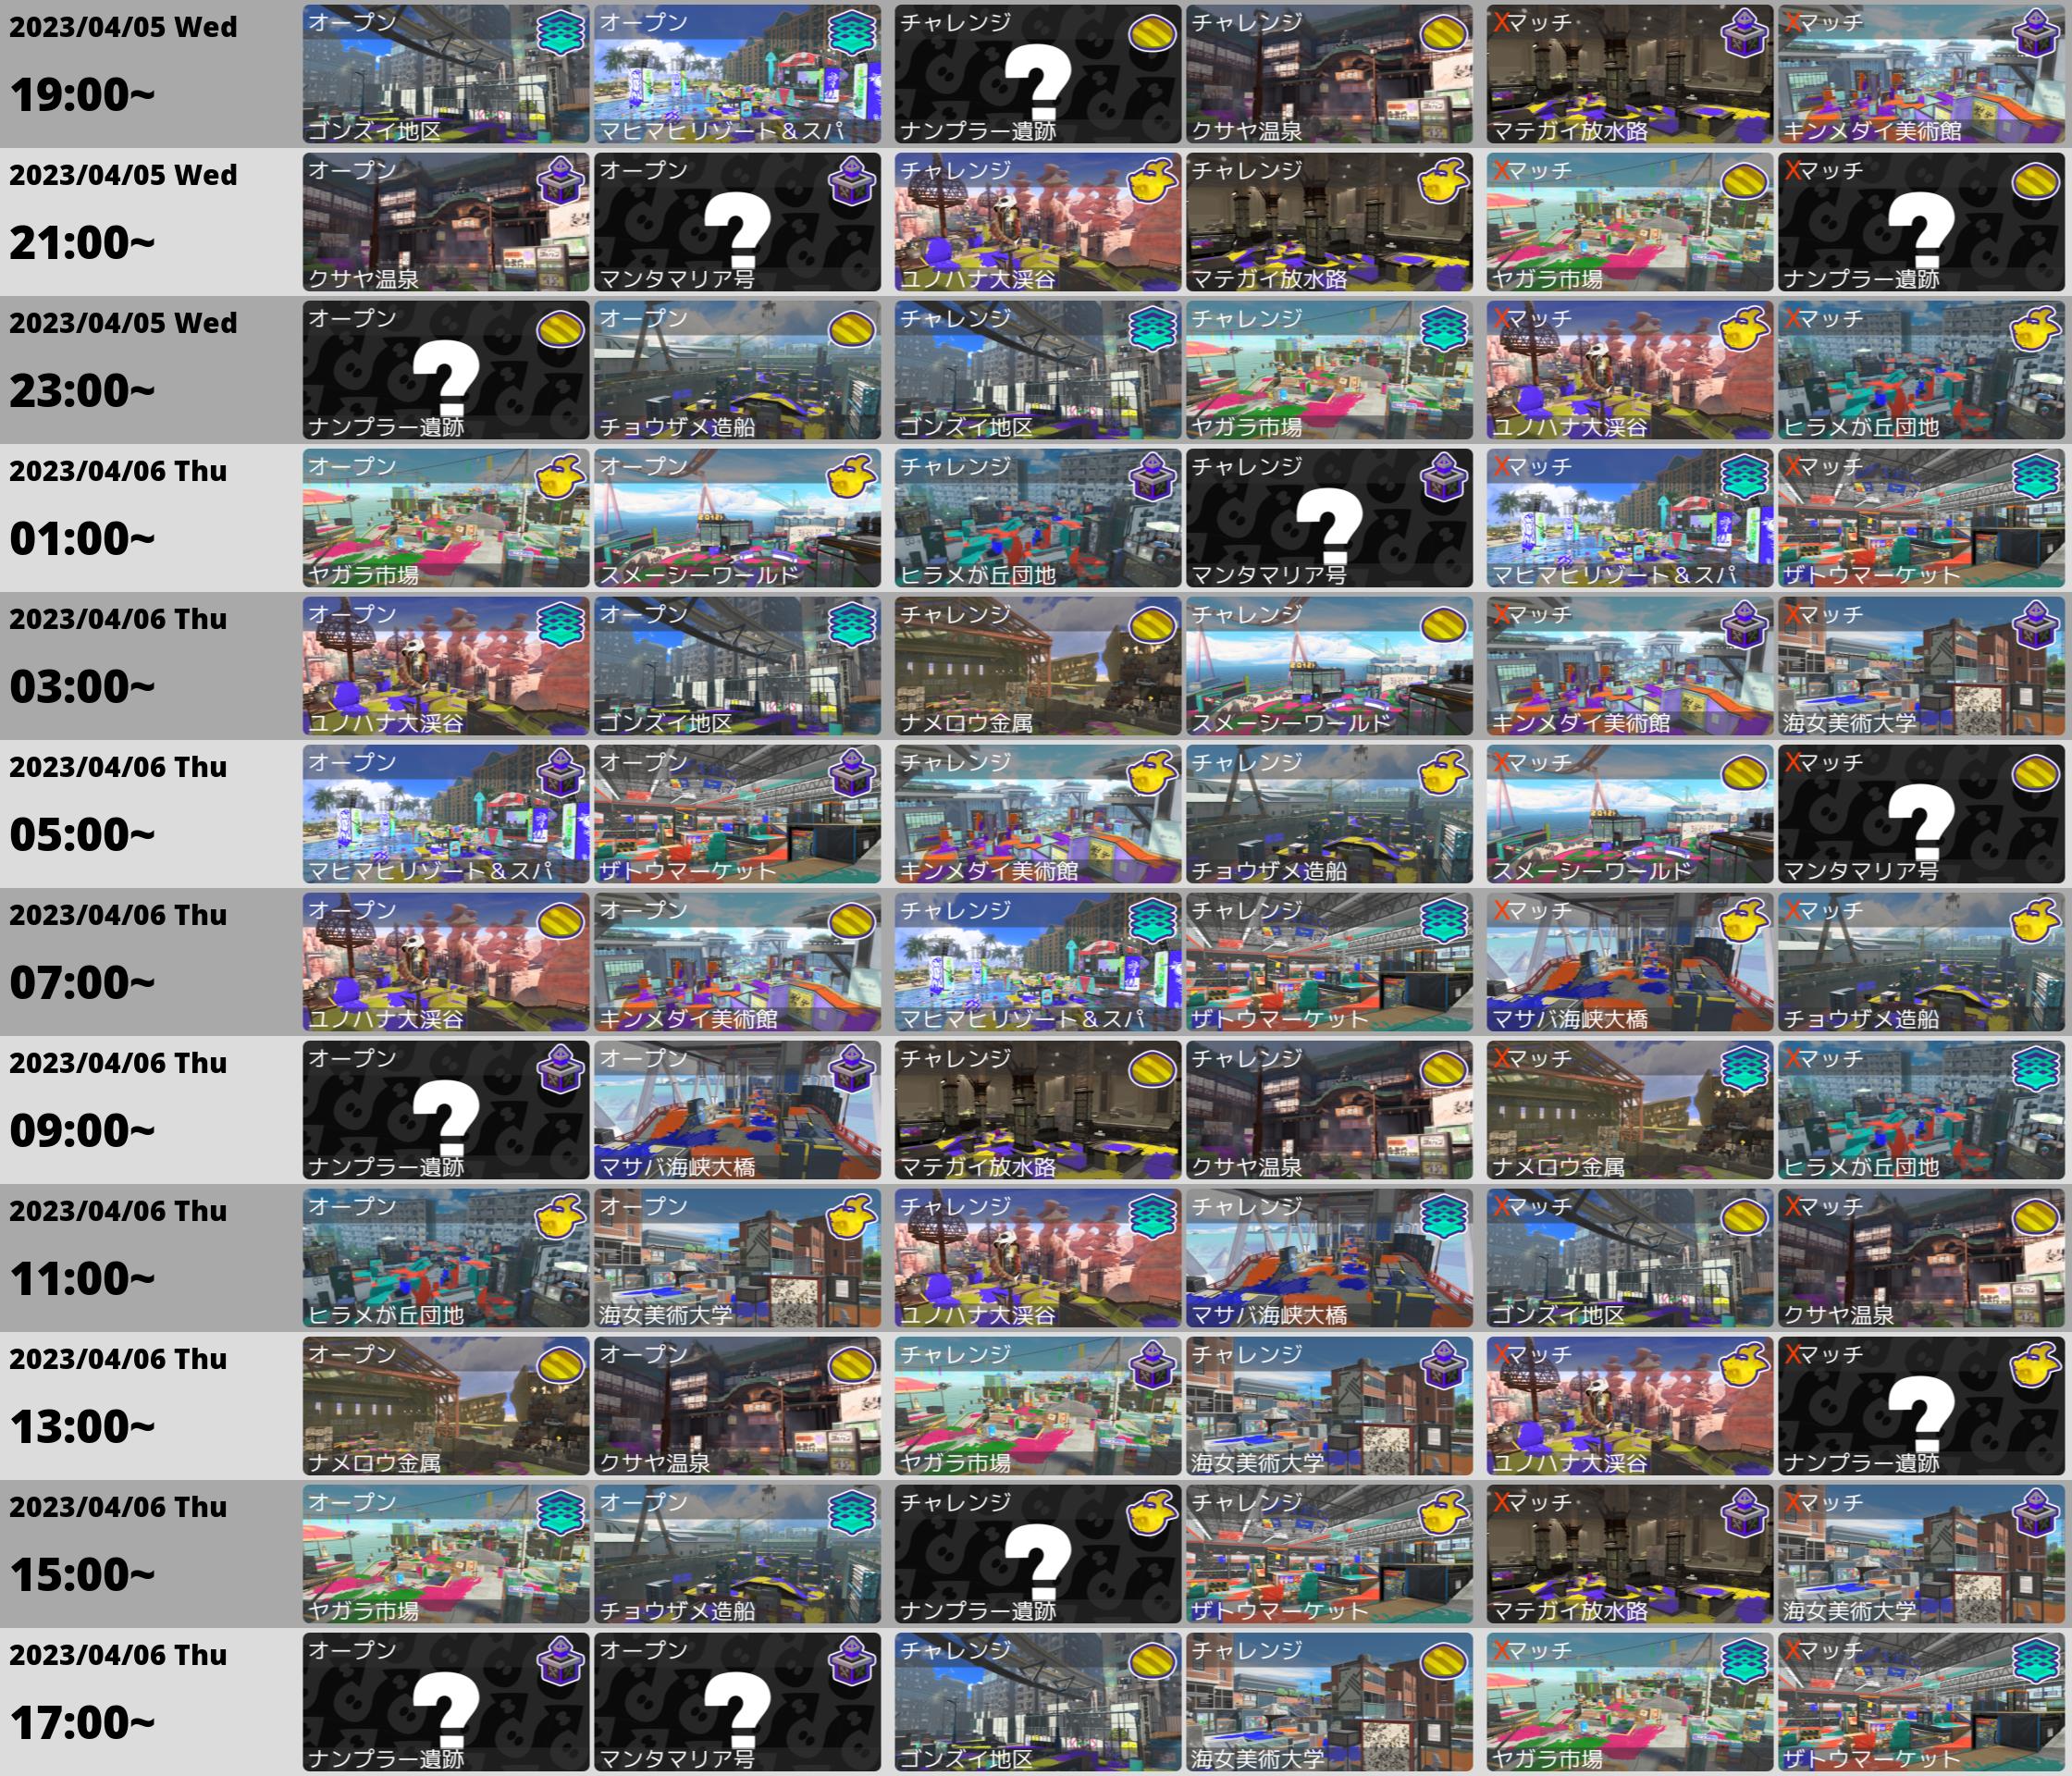 2023/04/05 Wed
19:00~
オープン
ゴンズイ地区
オープン
マヒマヒリゾート＆スパ
チャレンジ
ナンプラー遺跡
チャレンジ
クサヤ温泉
Xマッチ
マテガイ放水路
Xマッチ
キンメダイ美術館
2023/04/05 Wed
21:00~
オープン
クサヤ温泉
オープン
マンタマリア号
チャレンジ
ユノハナ大渓谷
チャレンジ
マテガイ放水路
Xマッチ
ヤガラ市場
Xマッチ
ナンプラー遺跡
2023/04/05 Wed
23:00~
オープン
ナンプラー遺跡
オープン
チョウザメ造船
チャレンジ
ゴンズイ地区
チャレンジ
ヤガラ市場
Xマッチ
ユノハナ大渓谷
Xマッチ
ヒラメが丘団地
2023/04/06 Thu
01:00~
オープン
ヤガラ市場
オープン
スメーシーワールド
チャレンジ
ヒラメが丘団地
チャレンジ
マンタマリア号
Xマッチ
マヒマヒリゾート＆スパ
Xマッチ
ザトウマーケット
2023/04/06 Thu
03:00~
オープン
ユノハナ大渓谷
オープン
ゴンズイ地区
チャレンジ
ナメロウ金属
チャレンジ
スメーシーワールド
Xマッチ
キンメダイ美術館
Xマッチ
海女美術大学
2023/04/06 Thu
05:00~
オープン
マヒマヒリゾート＆スパ
オープン
ザトウマーケット
チャレンジ
キンメダイ美術館
チャレンジ
チョウザメ造船
Xマッチ
スメーシーワールド
Xマッチ
マンタマリア号
2023/04/06 Thu
07:00~
オープン
ユノハナ大渓谷
オープン
キンメダイ美術館
チャレンジ
マヒマヒリゾート＆スパ
チャレンジ
ザトウマーケット
Xマッチ
マサバ海峡大橋
Xマッチ
チョウザメ造船
2023/04/06 Thu
09:00~
オープン
ナンプラー遺跡
オープン
マサバ海峡大橋
チャレンジ
マテガイ放水路
チャレンジ
クサヤ温泉
Xマッチ
ナメロウ金属
Xマッチ
ヒラメが丘団地
2023/04/06 Thu
11:00~
オープン
ヒラメが丘団地
オープン
海女美術大学
チャレンジ
ユノハナ大渓谷
チャレンジ
マサバ海峡大橋
Xマッチ
ゴンズイ地区
Xマッチ
クサヤ温泉
2023/04/06 Thu
13:00~
オープン
ナメロウ金属
オープン
クサヤ温泉
チャレンジ
ヤガラ市場
チャレンジ
海女美術大学
Xマッチ
ユノハナ大渓谷
Xマッチ
ナンプラー遺跡
2023/04/06 Thu
15:00~
オープン
ヤガラ市場
オープン
チョウザメ造船
チャレンジ
ナンプラー遺跡
チャレンジ
ザトウマーケット
Xマッチ
マテガイ放水路
Xマッチ
海女美術大学
2023/04/06 Thu
17:00~
オープン
ナンプラー遺跡
オープン
マンタマリア号
チャレンジ
ゴンズイ地区
チャレンジ
海女美術大学
Xマッチ
ヤガラ市場
Xマッチ
ザトウマーケット